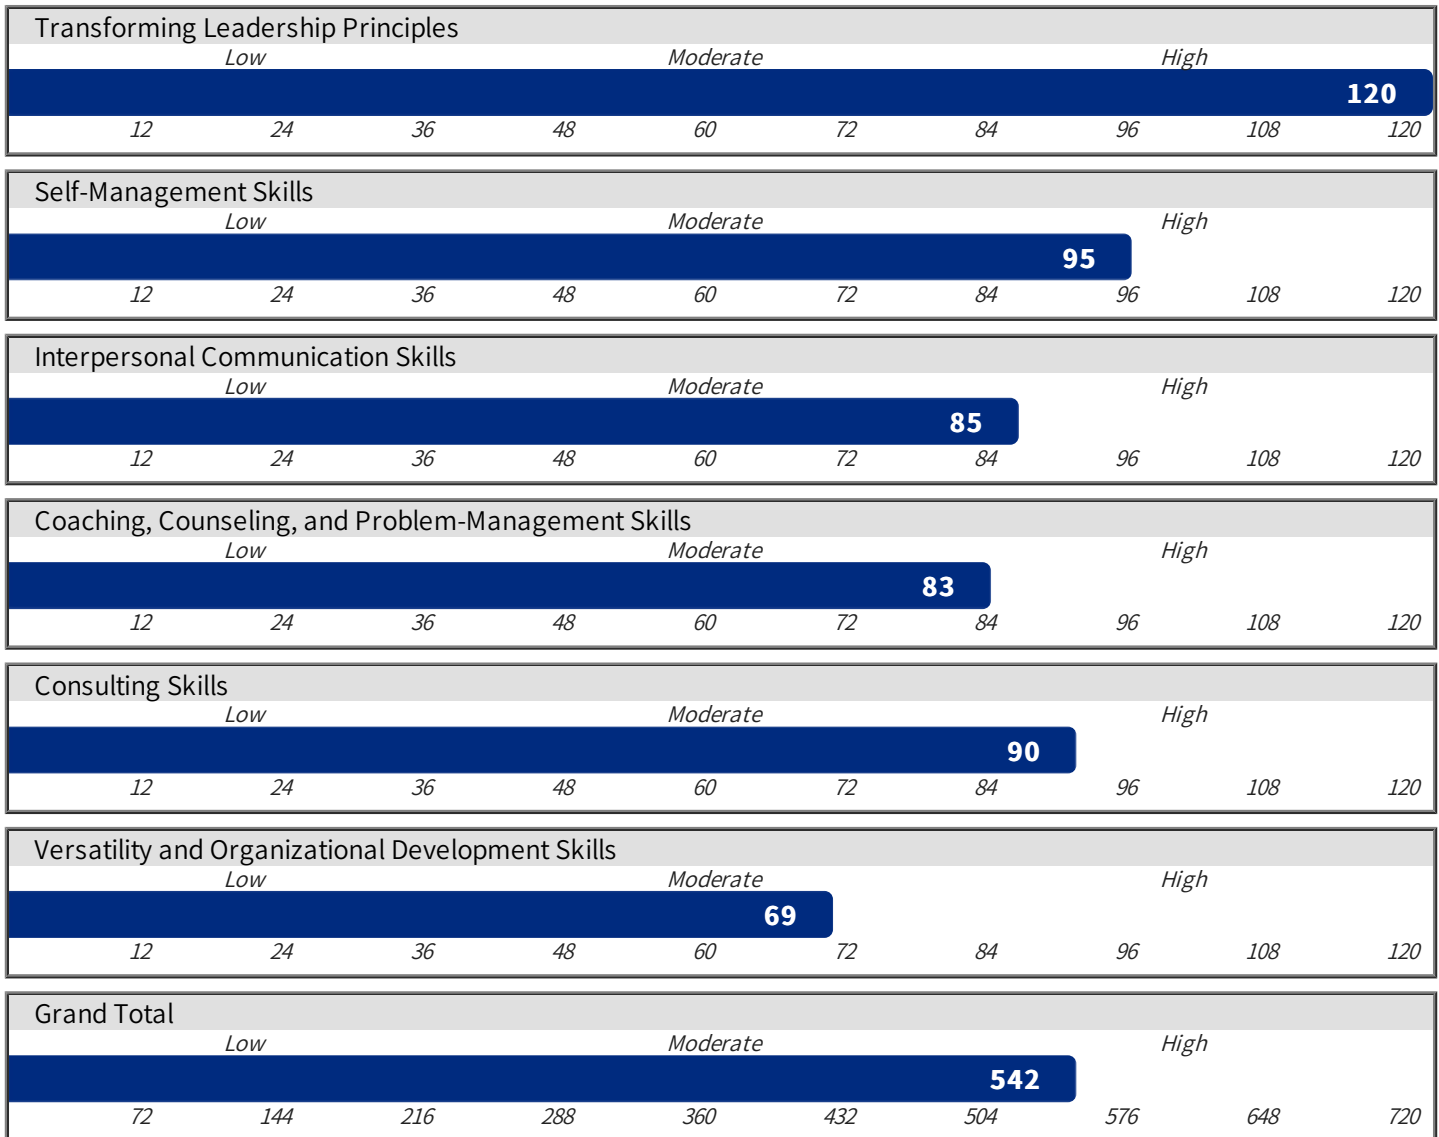 Transforming Leadership Principles
Low Moderate High
120
12 24 36 48 60 72 84 96 108 120
Self-Management Skills
Low Moderate High
95
12 24 36 48 60 72 84 96 108 120
Interpersonal Communication Skills
Low Moderate High
85
12 24 36 48 60 72 84 96 108 120
Coaching, Counseling, and Problem-Management Skills
Low Moderate High
83
12 24 36 48 60 72 84 96 108 120
Consulting Skills
Low Moderate High
90
12 24 36 48 60 72 84 96 108 120
Versatility and Organizational Development Skills
Low Moderate High
69
12 24 36 48 60 72 84 96 108 120
Grand Total
Low Moderate High
542
72 144 216 288 360 432 504 576 648 720